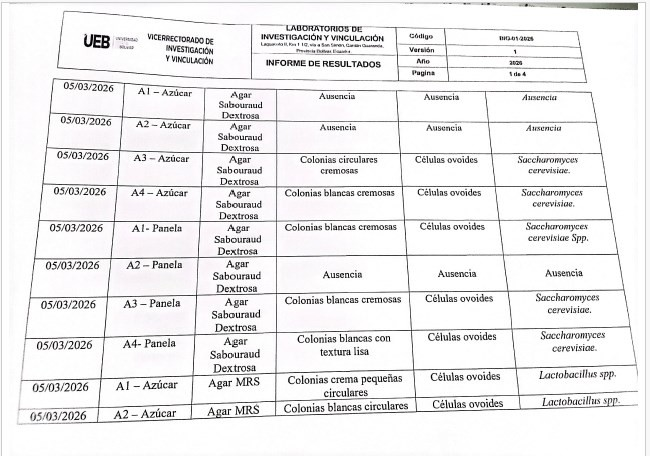 UEB
UNIVERSIDAD
BOLÍVAR
VICERRECTORADO DE
INVESTIGACIÓN
Y VINCULACIÓN
LABORATORIOS DE
INVESTIGACIÓN Y VINCULACIÓN
Laguacoto II, Km 1 1/2, vía a San Simón, Cantón Guaranda,
Provincia Bolívar, Ecuador
INFORME DE RESULTADOS
Código
Versión 1
Año 2026
Pagina 1 de 4
05/03/2026 A1 – Azúcar Agar Ausencia Ausencia Ausencia
Sabouraud
Dextrosa
05/03/2026 A2 – Azúcar Agar Ausencia Ausencia Ausencia
Sabouraud
Dextrosa
05/03/2026 A3 – Azúcar Agar Colonias circulares Células ovoides Saccharomyces
Sabouraud cremosas cerevisiae.
Dextrosa
05/03/2026 A4 – Azúcar Agar Colonias blancas cremosas Células ovoides Saccharomyces
Sabouraud cerevisiae.
Dextrosa
05/03/2026 A1- Panela Agar Colonias blancas cremosas Células ovoides Saccharomyces
Sabouraud cerevisiae Spp.
Dextrosa
05/03/2026 A2 – Panela Agar Ausencia Ausencia Ausencia
Sabouraud
Dextrosa
05/03/2026 A3 – Panela Agar Colonias blancas cremosas Células ovoides Saccharomyces
Sabouraud cerevisiae.
Dextrosa
05/03/2026 A4- Panela Agar Colonias blancas con Células ovoides Saccharomyces
Sabouraud textura lisa cerevisiae.
Dextrosa
05/03/2026 A1 – Azúcar Agar MRS Colonias crema pequeñas Células ovoides Lactobacillus spp.
circulares
05/03/2026 A2 – Azúcar Agar MRS Colonias blancas circulares Células ovoides Lactobacillus spp.